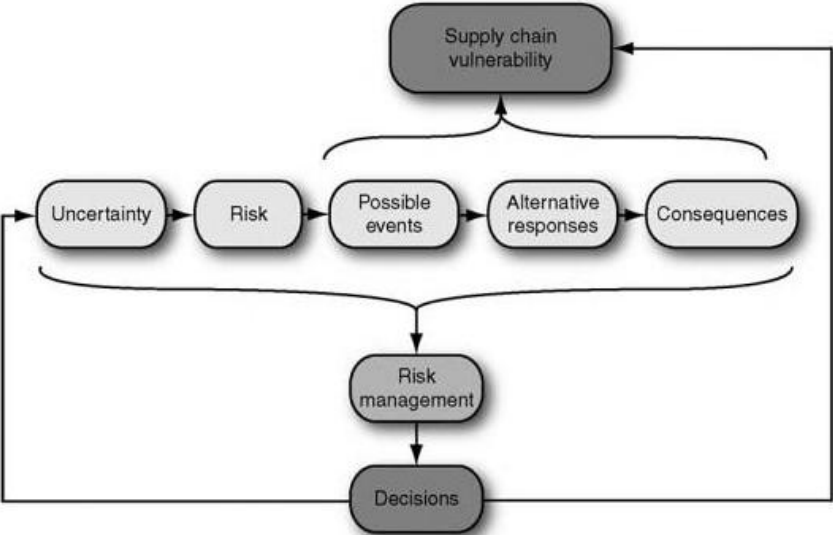 Supply chain
vulnerability
Uncertainty
Risk
Possible
events
Alternative
responses
Consequences
Risk
management
Decisions